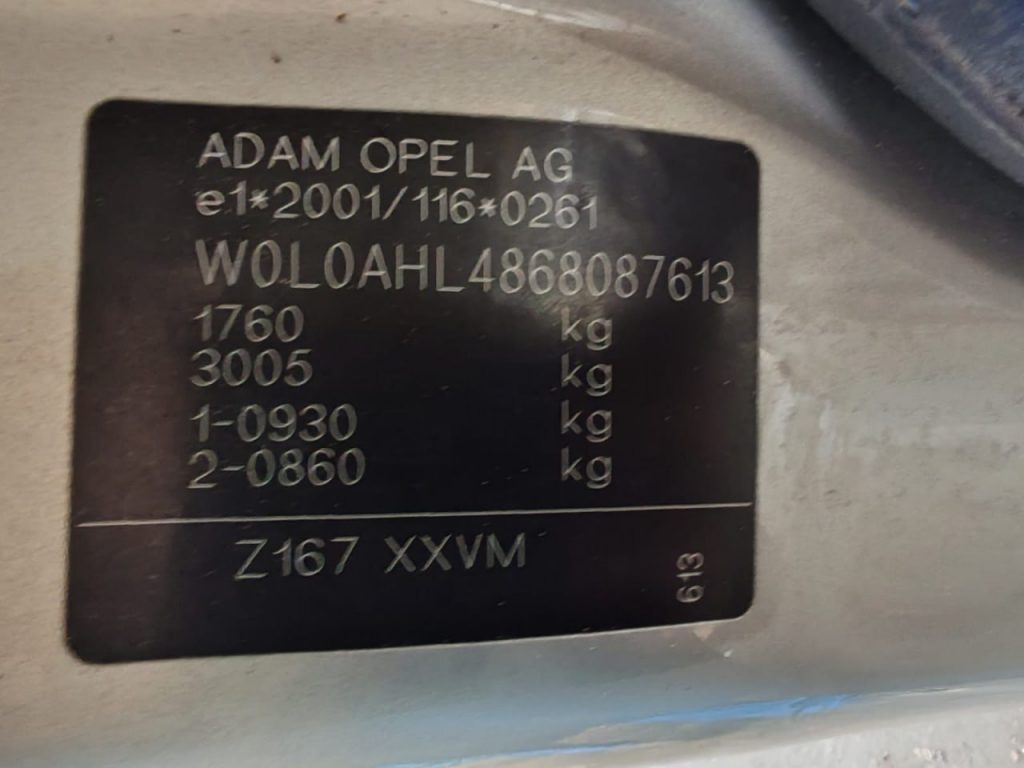 ADAM OPEL AG
e1*2001/116*0261
W0L0AHL4868087613
1760 kg
3005 kg
1-0930 kg
2-0860 kg
Z167 XXVM
613